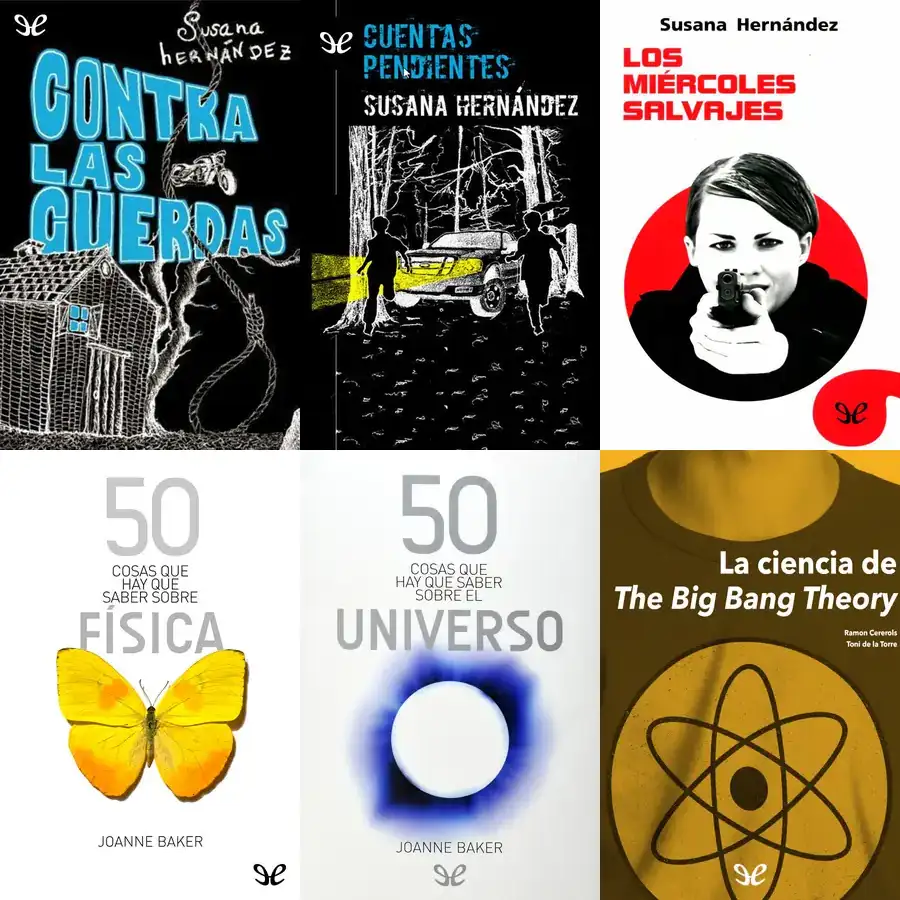 Susana
HERNÁNDEZ
CONTRA
LAS
CUERDAS
CUENTAS
PENDIENTES
SUSANA HERNÁNDEZ
Susana Hernández
LOS
MIÉRCOLES
SALVAJES
50
COSAS QUE
HAY QUE
SABER SOBRE
FÍSICA
JOANNE BAKER
50
COSAS QUE
HAY QUE SABER
SOBRE EL
UNIVERSO
JOANNE BAKER
La ciencia de
The Big Bang Theory
Ramon Cererols
Toni de la Torre